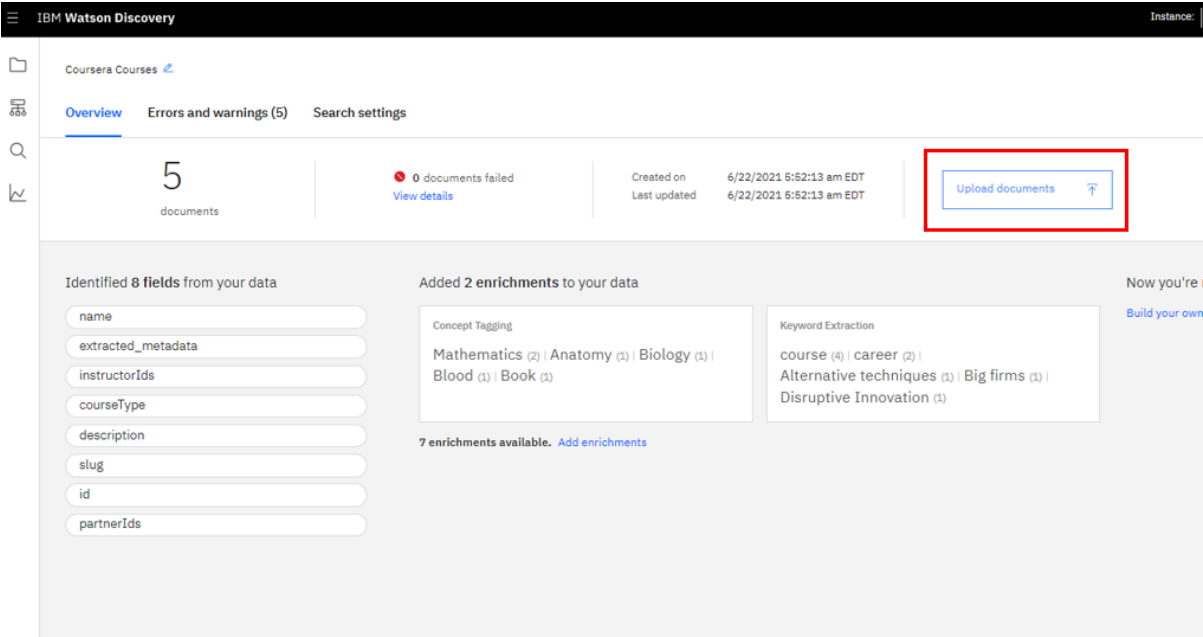 IBM Watson Discovery
Instance:
Coursera Courses
Overview Errors and warnings (5) Search settings
5
documents
0 documents failed
View details
Created on 6/22/2021 5:52:13 am EDT
Last updated 6/22/2021 5:52:13 am EDT
Upload documents
Identified 8 fields from your data
name
extracted_metadata
instructorIds
courseType
description
slug
id
partnerIds
Added 2 enrichments to your data
Concept Tagging
Mathematics (2) | Anatomy (1) | Biology (1) |
Blood (1) | Book (1)
Keyword Extraction
course (4) | career (2) |
Alternative techniques (1) | Big firms (1) |
Disruptive Innovation (1)
7 enrichments available. Add enrichments
Now you're
Build your own